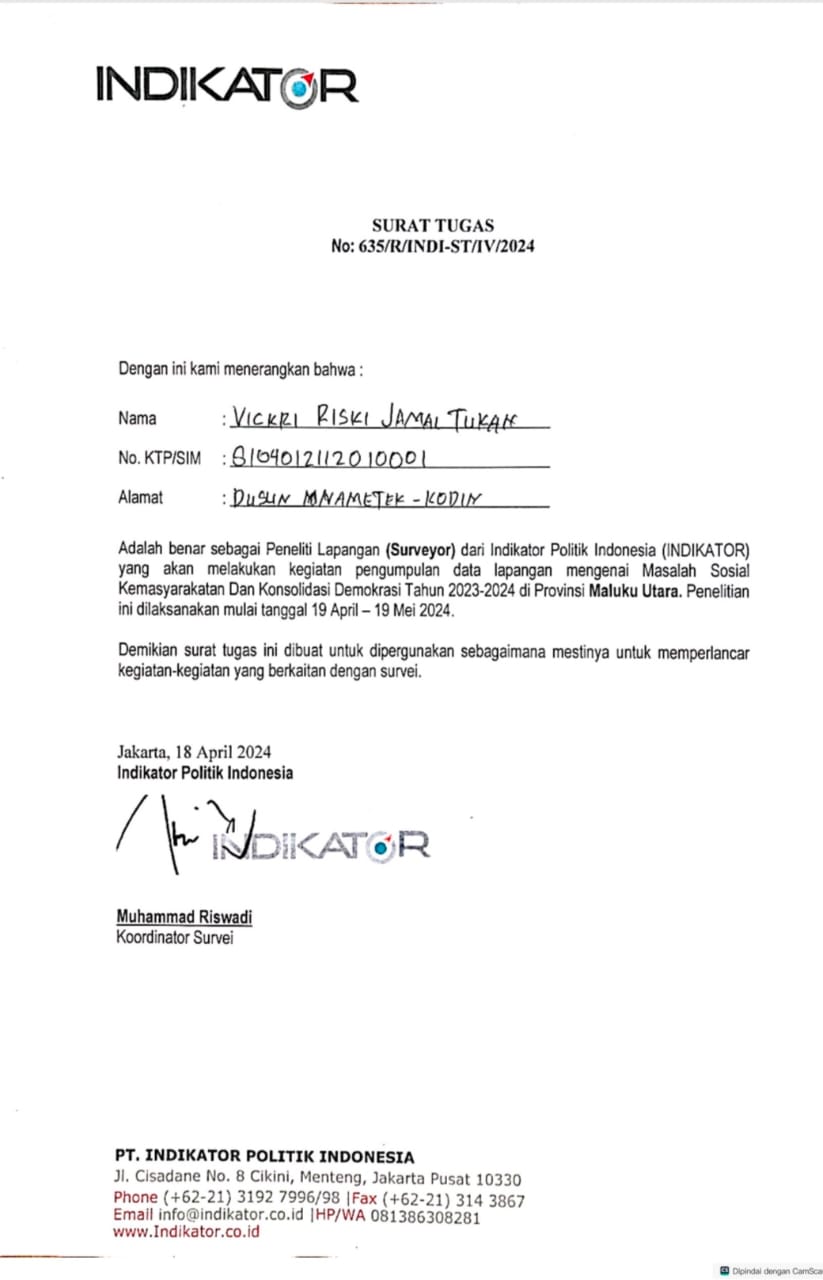 INDIKATOR
SURAT TUGAS
No: 635/R/INDI-ST/IV/2024
Dengan ini kami menerangkan bahwa :
Nama : VICKRI RISKI JAMAL TUKAN
No. KTP/SIM : 8104012112010001
Alamat : DUSUN MNAMETEK - KODIN
Adalah benar sebagai Peneliti Lapangan (Surveyor) dari Indikator Politik Indonesia (INDIKATOR)
yang akan melakukan kegiatan pengumpulan data lapangan mengenai Masalah Sosial
Kemasyarakatan Dan Konsolidasi Demokrasi Tahun 2023-2024 di Provinsi Maluku Utara. Penelitian
ini dilaksanakan mulai tanggal 19 April – 19 Mei 2024.
Demikian surat tugas ini dibuat untuk dipergunakan sebagaimana mestinya untuk memperlancar
kegiatan-kegiatan yang berkaitan dengan survei.
Jakarta, 18 April 2024
Indikator Politik Indonesia
INDIKATOR
Muhammad Riswadi
Koordinator Survei
PT. INDIKATOR POLITIK INDONESIA
Jl. Cisadane No. 8 Cikini, Menteng, Jakarta Pusat 10330
Phone (+62-21) 3192 7996/98 |Fax (+62-21) 314 3867
Email info@indikator.co.id |HP/WA 081386308281
www.Indikator.co.id
CS Dipindai dengan CamSca